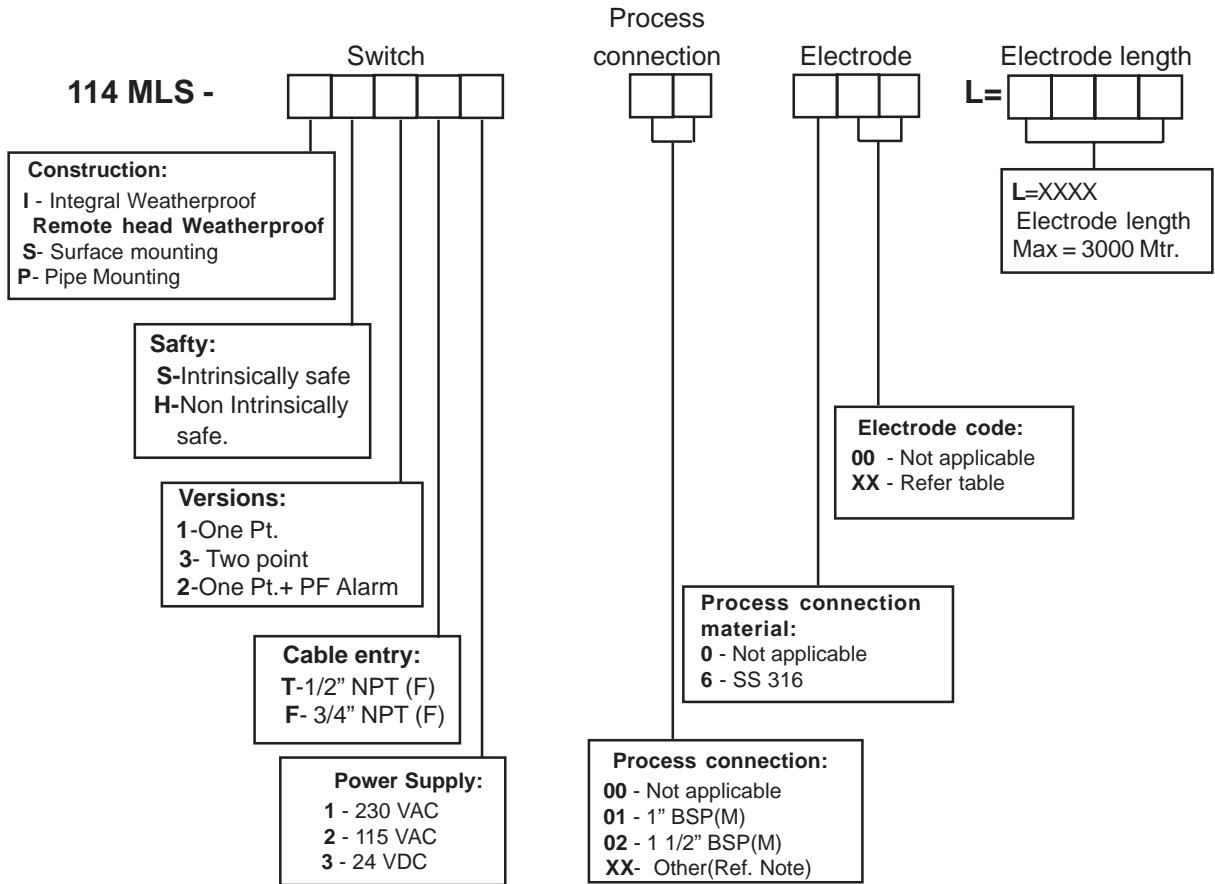 Process
Switch connection Electrode Electrode length
114 MLS - L=
Construction:
I - Integral Weatherproof
Remote head Weatherproof
S- Surface mounting
P- Pipe Mounting
L=XXXX
Electrode length
Max = 3000 Mtr.
Safty:
S-Intrinsically safe
H-Non Intrinsically
safe.
Electrode code:
00 - Not applicable
XX - Refer table
Versions:
1-One Pt.
3- Two point
2-One Pt.+ PF Alarm
Process connection
material:
0 - Not applicable
6 - SS 316
Cable entry:
T-1/2” NPT (F)
F- 3/4” NPT (F)
Process connection:
00 - Not applicable
01 - 1” BSP(M)
02 - 1 1/2” BSP(M)
XX- Other(Ref. Note)
Power Supply:
1 - 230 VAC
2 - 115 VAC
3 - 24 VDC